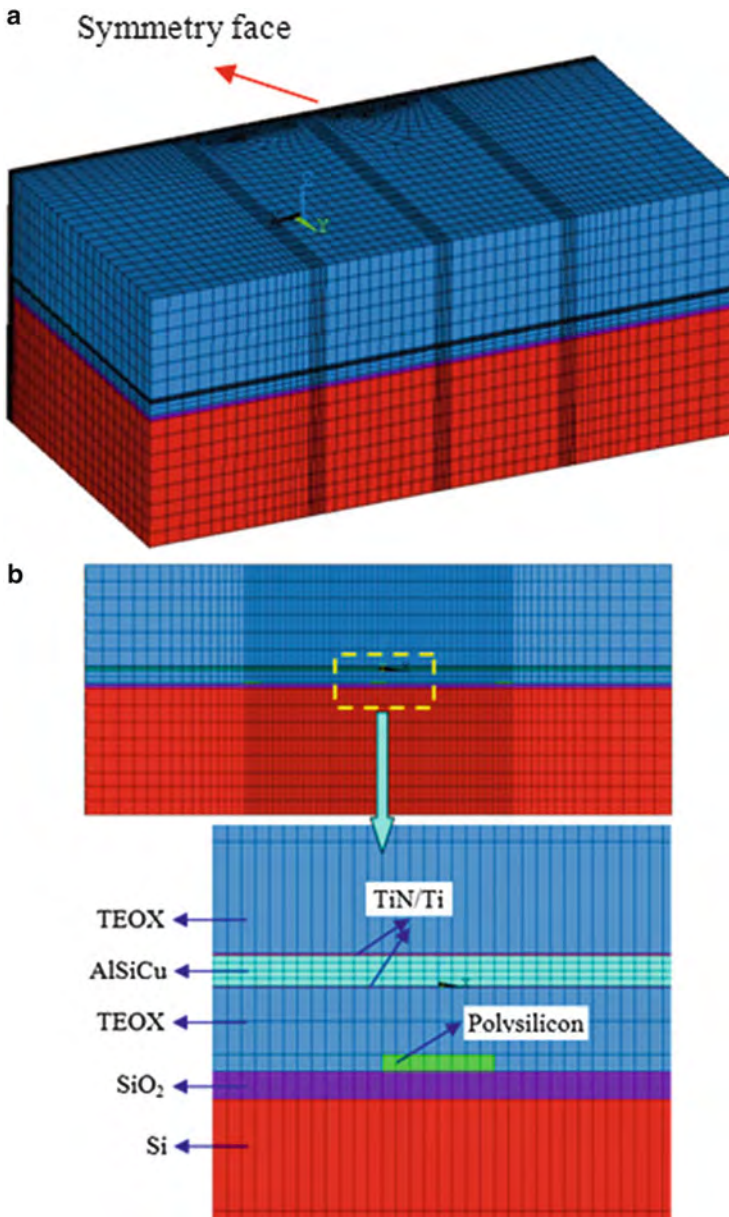 a
Symmetry face
Y
b
TiN/Ti
TEOX
AlSiCu
TEOX
Polysilicon
SiO₂
Si